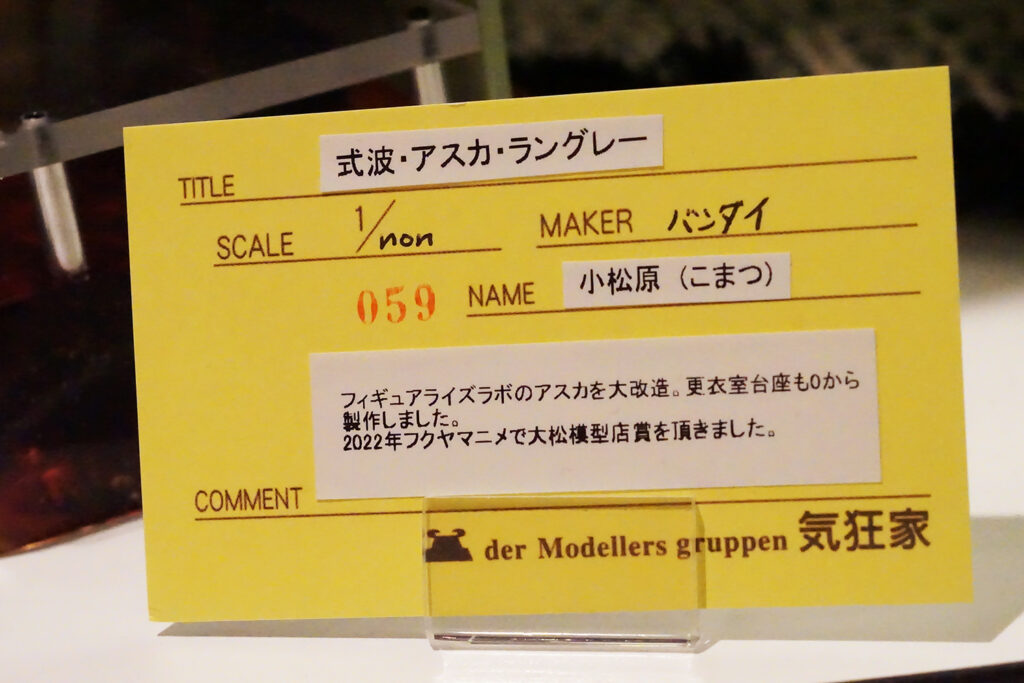 TITLE 式波・アスカ・ラングレー
SCALE 1/non MAKER バンダイ
059 NAME 小松原（こまつ）
フィギュアライズラボのアスカを大改造。更衣室台座も0から
製作しました。
2022年フクヤマニメで大松模型店賞を頂きました。
COMMENT
der Modellers gruppen 気狂家